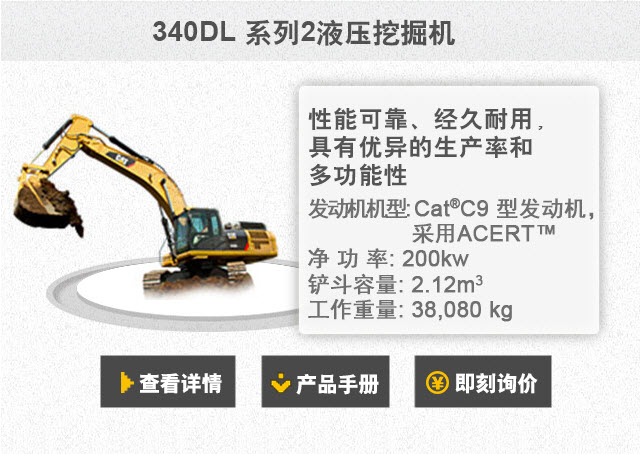 340DL 系列2液压挖掘机
性能可靠、经久耐用，
具有优异的生产率和
多功能性
发动机机型: Cat®C9 型发动机，
采用ACERT™
净 功 率: 200kw
铲斗容量: 2.12m³
工作重量: 38,080 kg
CAT
查看详情
产品手册
即刻询价